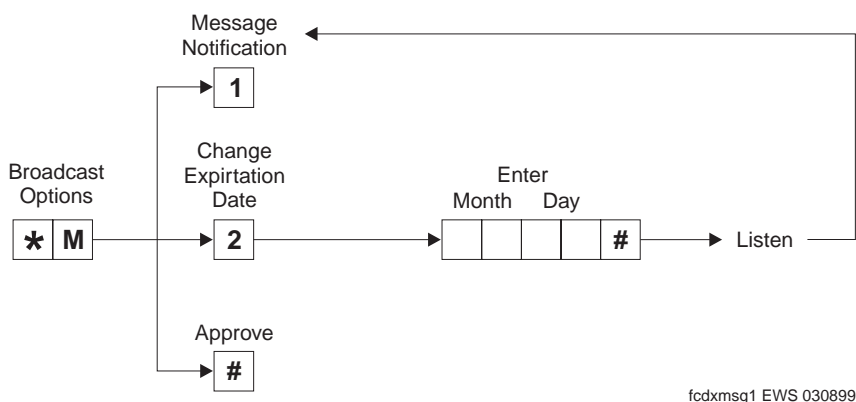 Message
Notification
1
Broadcast
Options
* M
Change
Expirtation
Date
2
Enter
Month Day
#
Listen
Approve
#
fcdxmsg1 EWS 030899